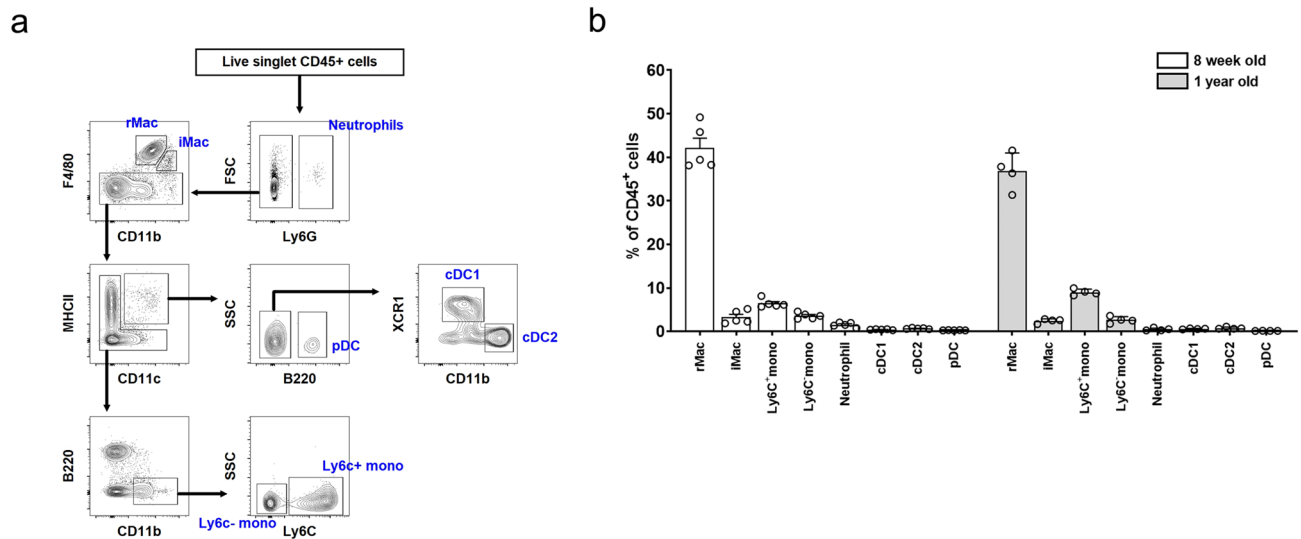 a
Live singlet CD45+ cells
rMac
iMac
F4/80
CD11b
Neutrophils
FSC
Ly6G
MHCII
CD11c
SSC
pDC
B220
cDC1
XCR1
cDC2
CD11b
B220
CD11b
SSC
Ly6c+ mono
Ly6c- mono
Ly6C
b
8 week old
1 year old
% of CD45⁺ cells
60
50
40
30
20
10
0
rMac
iMac
Ly6C⁺mono
Ly6C⁻mono
Neutrophil
cDC1
cDC2
pDC
rMac
iMac
Ly6C⁺mono
Ly6C⁻mono
Neutrophil
cDC1
cDC2
pDC